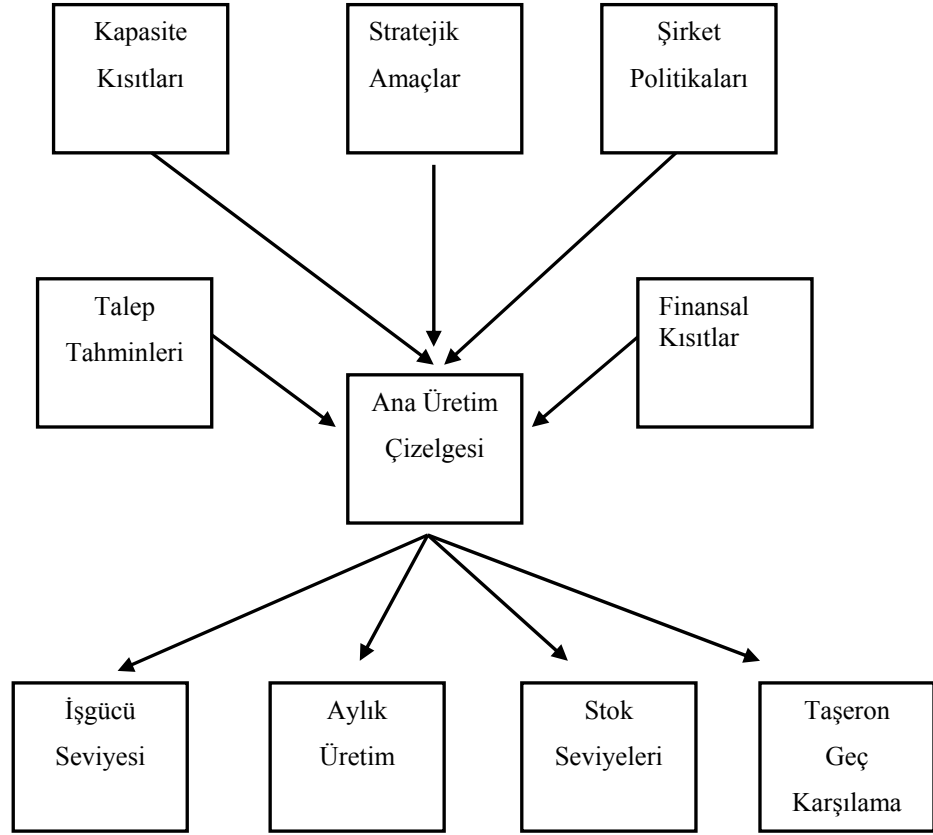 Kapasite
Kısıtları
Stratejik
Amaçlar
Şirket
Politikaları
Talep
Tahminleri
Finansal
Kısıtlar
Ana Üretim
Çizelgesi
İşgücü
Seviyesi
Aylık
Üretim
Stok
Seviyeleri
Taşeron
Geç
Karşılama